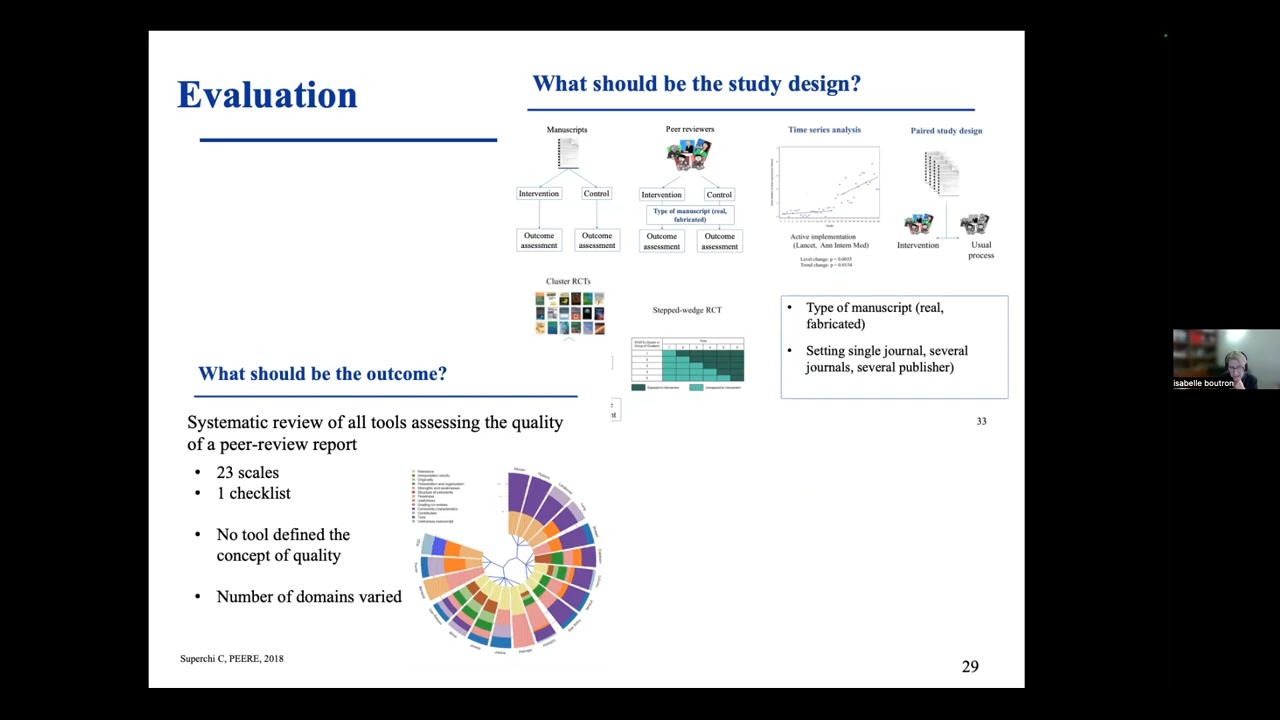 Evaluation
What should be the study design?
Manuscripts
Intervention
Control
Outcome
assessment
Outcome
assessment
Peer reviewers
Intervention
Control
Type of manuscript (real,
fabricated)
Outcome
assessment
Outcome
assessment
Time series analysis
Active implementation
(Lancet, Ann Intern Med)
Level change: p = 0.0035
Trend change: p = 0.0154
Paired study design
Intervention
Usual
process
Cluster RCTs
Stepped-wedge RCT
Time
• Type of manuscript (real,
fabricated)
• Setting single journal, several
journals, several publisher)
33
What should be the outcome?
Systematic review of all tools assessing the quality
of a peer-review report
• 23 scales
• 1 checklist
• No tool defined the
concept of quality
• Number of domains varied
Superchi C, PEERE, 2018
29
isabelle boutron